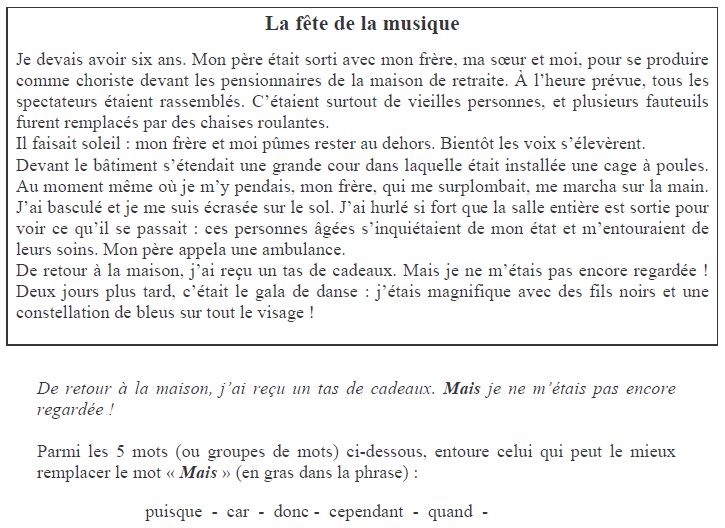 La fête de la musique
Je devais avoir six ans. Mon père était sorti avec mon frère, ma sœur et moi, pour se produire
comme choriste devant les pensionnaires de la maison de retraite. À l’heure prévue, tous les
spectateurs étaient rassemblés. C’étaient surtout de vieilles personnes, et plusieurs fauteuils
furent remplacés par des chaises roulantes.
Il faisait soleil : mon frère et moi pûmes rester au dehors. Bientôt les voix s’élevèrent.
Devant le bâtiment s’étendait une grande cour dans laquelle était installée une cage à poules.
Au moment même où je m’y pendais, mon frère, qui me surplombait, me marcha sur la main.
J’ai basculé et je me suis écrasée sur le sol. J’ai hurlé si fort que la salle entière est sortie pour
voir ce qu’il se passait : ces personnes âgées s’inquiétaient de mon état et m’entouraient de
leurs soins. Mon père appela une ambulance.
De retour à la maison, j’ai reçu un tas de cadeaux. Mais je ne m’étais pas encore regardée !
Deux jours plus tard, c’était le gala de danse : j’étais magnifique avec des fils noirs et une
constellation de bleus sur tout le visage !
De retour à la maison, j’ai reçu un tas de cadeaux. Mais je ne m’étais pas encore
regardée !
Parmi les 5 mots (ou groupes de mots) ci-dessous, entoure celui qui peut le mieux
remplacer le mot « Mais » (en gras dans la phrase) :
puisque - car - donc - cependant - quand -